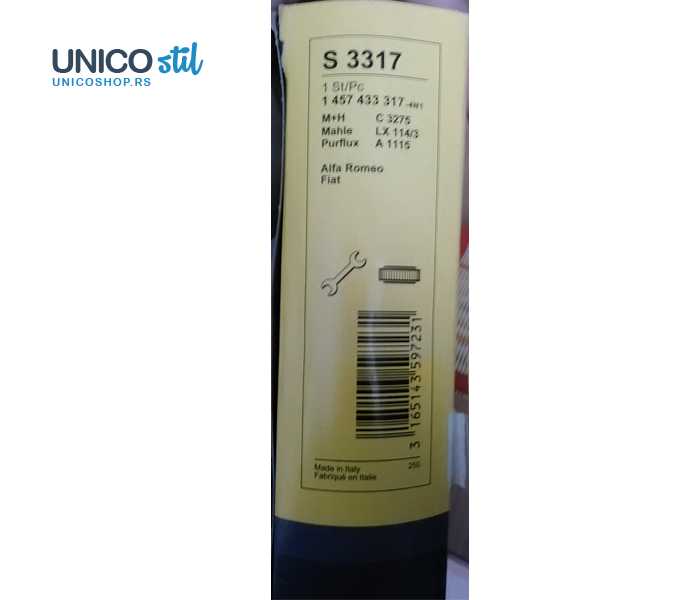 UNICO stil
UNICOSHOP.RS
S 3317
1 St/Pc
1 457 433 317-4N1
M+H C 3275
Mahle LX 114/3
Purflux A 1115
Alfa Romeo
Fiat
3 165143 597231
Made in Italy 250
Fabriqué en Italie